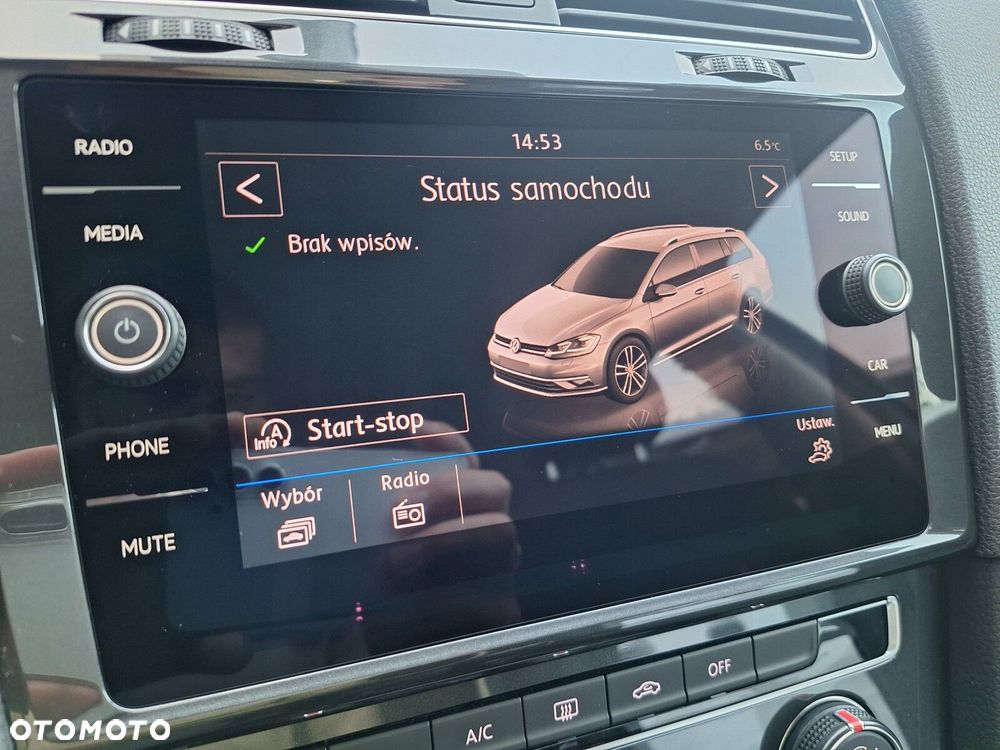 14:53
6.5°C
RADIO
SETUP
Status samochodu
SOUND
MEDIA
Brak wpisów.
CAR
Info
Start-stop
Ustaw.
MENU
PHONE
Wybór
Radio
MUTE
OFF
A/C
OTOMOTO